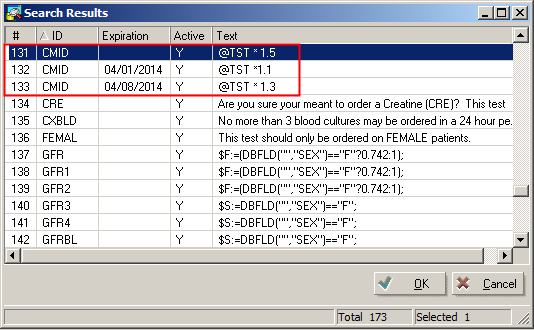 Search Results
# ID Expiration Active Text
131 CMID Y @TST * 1.5
132 CMID 04/01/2014 Y @TST *1.1
133 CMID 04/08/2014 Y @TST * 1.3
134 CRE Y Are you sure your meant to order a Creatine (CRE)? This test
135 CXBLD Y No more than 3 blood cultures may be ordered in a 24 hour pe.
136 FEMAL Y This test should only be ordered on FEMALE patients.
137 GFR Y $F:=(DBFLD("","SEX")=="F"?0.742:1);
138 GFR1 Y $F:=(DBFLD("","SEX")=="F"?0.742:1);
139 GFR2 Y $F:=(DBFLD("","SEX")=="F"?0.742:1);
140 GFR3 Y $S:=DBFLD("","SEX")=="F";
141 GFR4 Y $S:=DBFLD("","SEX")=="F";
142 GFRBL Y $S:=DBFLD("","SEX")=="F";
OK Cancel
Total 173 Selected 1